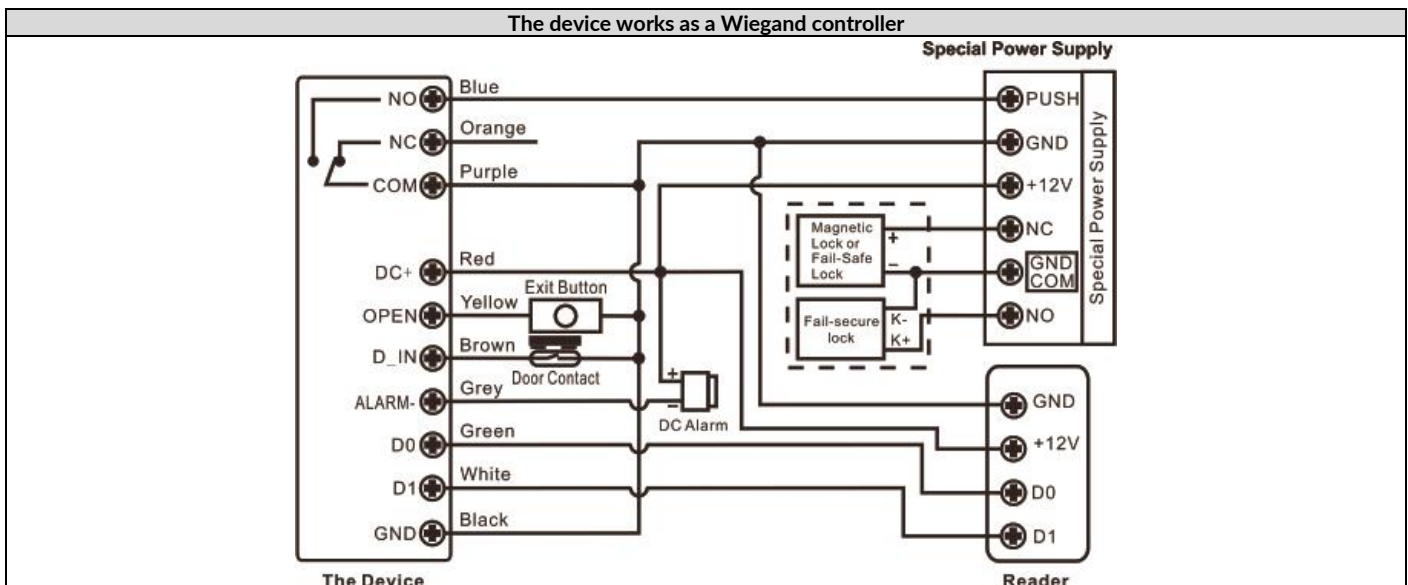 The device works as a Wiegand controller
Special Power Supply
NO
Blue
PUSH
NC
Orange
GND
COM
Purple
+12V
NC
GND
COM
NO
Special Power Supply
Magnetic
Lock or
Fail-Safe
Lock
+
−
Fail-secure
lock
K-
K+
DC+
Red
OPEN
Yellow
Exit Button
D_IN
Brown
Door Contact
ALARM-
Grey
+
−
DC Alarm
D0
Green
D1
White
GND
Black
GND
+12V
D0
D1
The Device
Reader